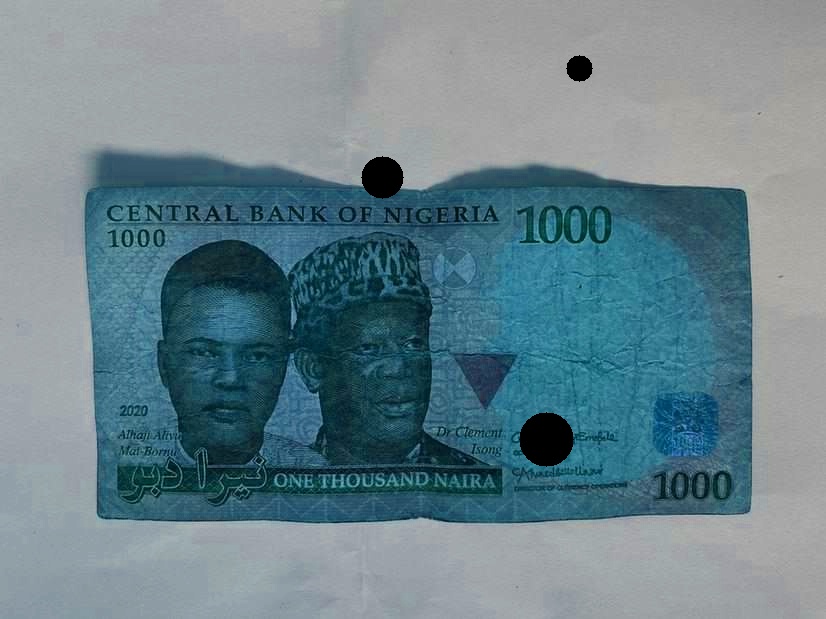 CENTRAL BANK OF NIGERIA
1000
1000
2020
Alhaji Aliyu
Mai-Bornu
Dr Clement
Isong
نيرا دبو
ONE THOUSAND NAIRA
DIRECTOR OF CURRENCY OPERATIONS
1000